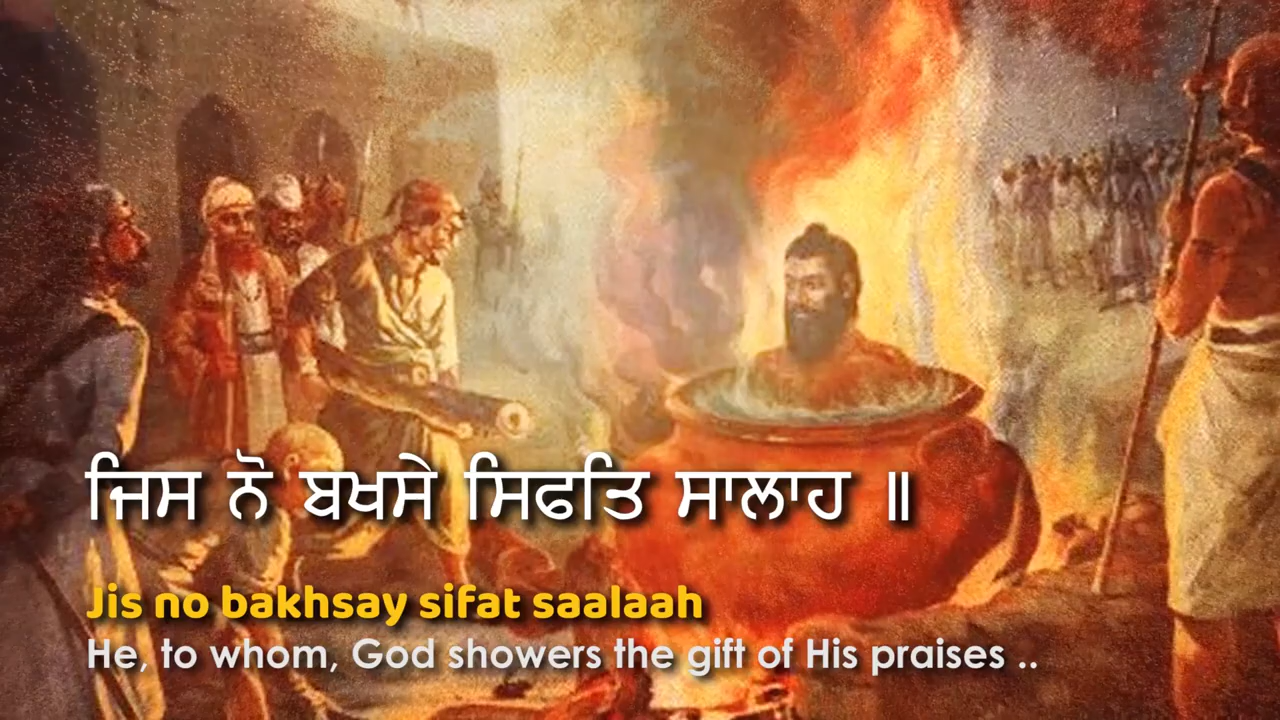 ਜਿਸ ਨੋ ਬਖਸੇ ਸਿਫਤਿ ਸਾਲਾਹ ॥
Jis no bakhsay sifat saalaah
He, to whom, God showers the gift of His praises ..